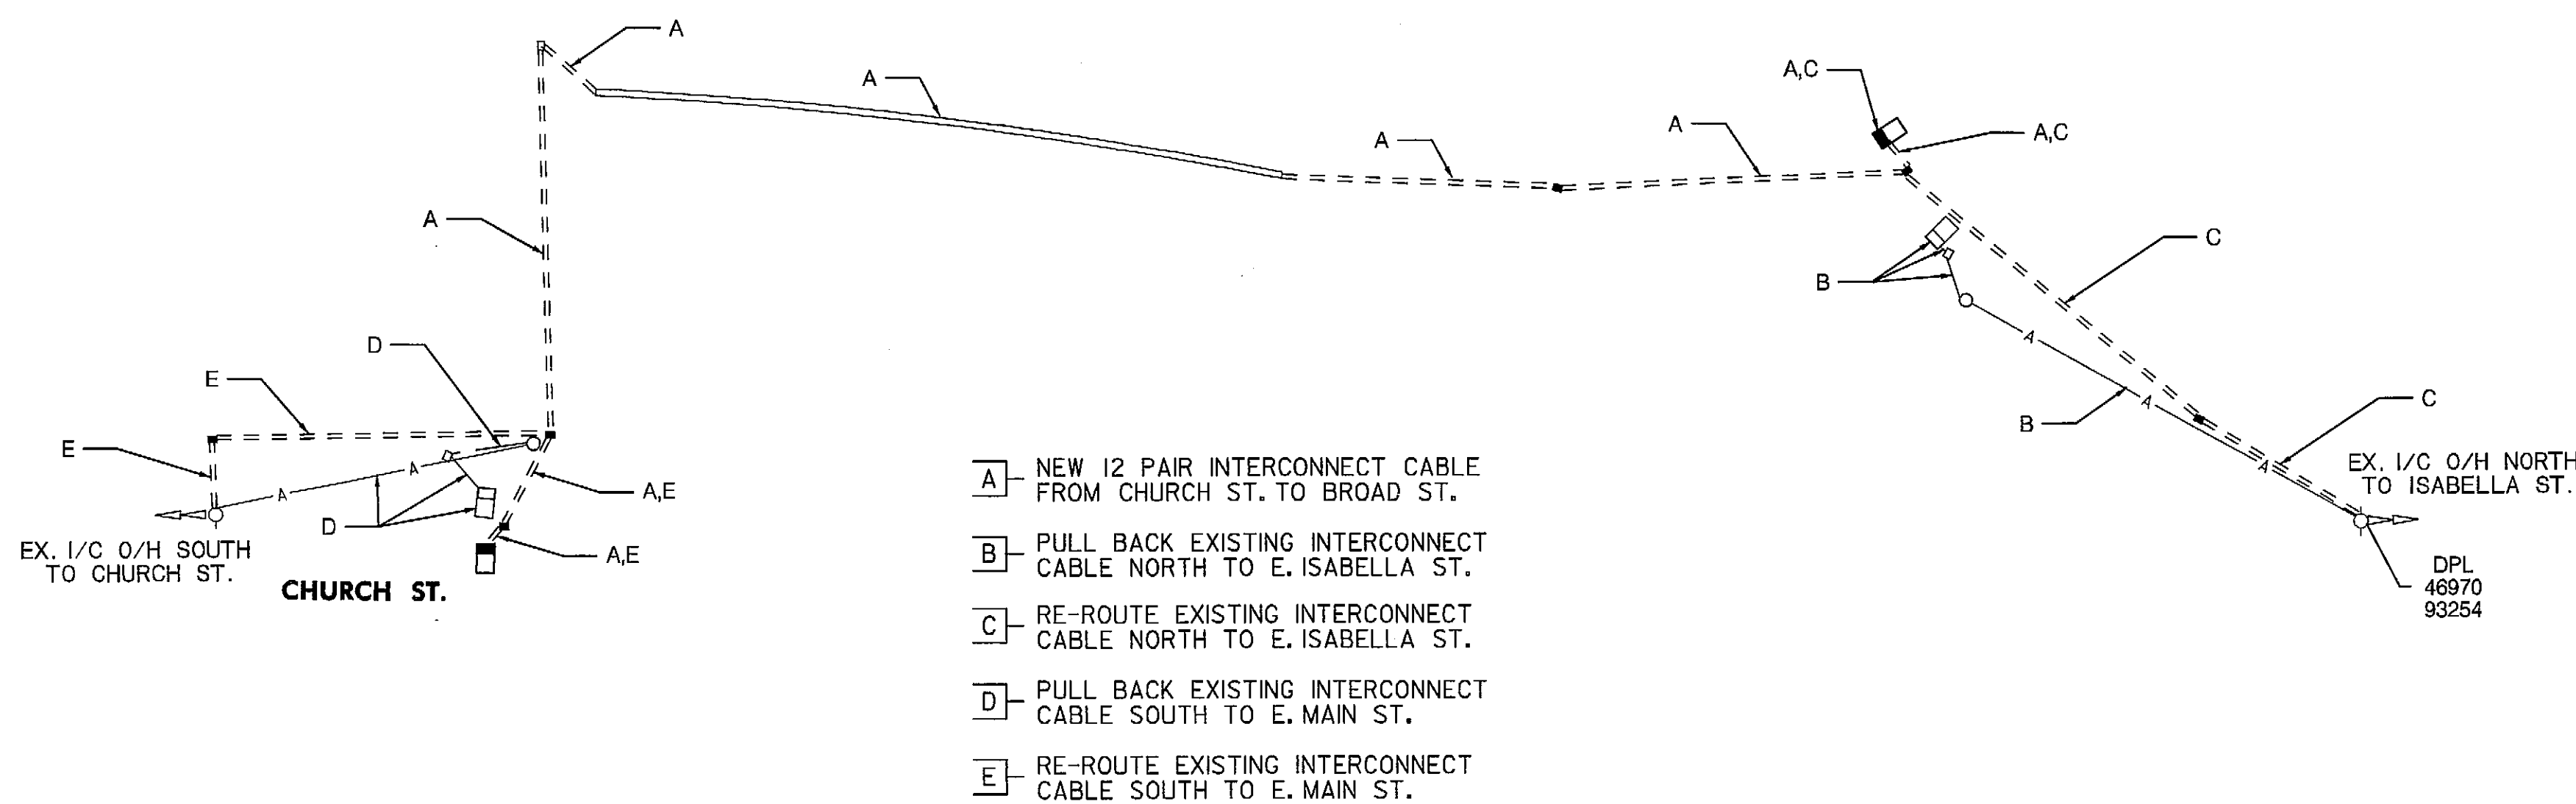 A
A
A,C
A
A
A,C
A
C
B
A
D
E
C
A
B
A
E
A
A
A
A,E
D
A,E
EX. I/C O/H NORTH
TO ISABELLA ST.
EX. I/C O/H SOUTH
TO CHURCH ST.
CHURCH ST.
DPL
46970
93254
A NEW 12 PAIR INTERCONNECT CABLE
FROM CHURCH ST. TO BROAD ST.
B PULL BACK EXISTING INTERCONNECT
CABLE NORTH TO E. ISABELLA ST.
C RE-ROUTE EXISTING INTERCONNECT
CABLE NORTH TO E. ISABELLA ST.
D PULL BACK EXISTING INTERCONNECT
CABLE SOUTH TO E. MAIN ST.
E RE-ROUTE EXISTING INTERCONNECT
CABLE SOUTH TO E. MAIN ST.